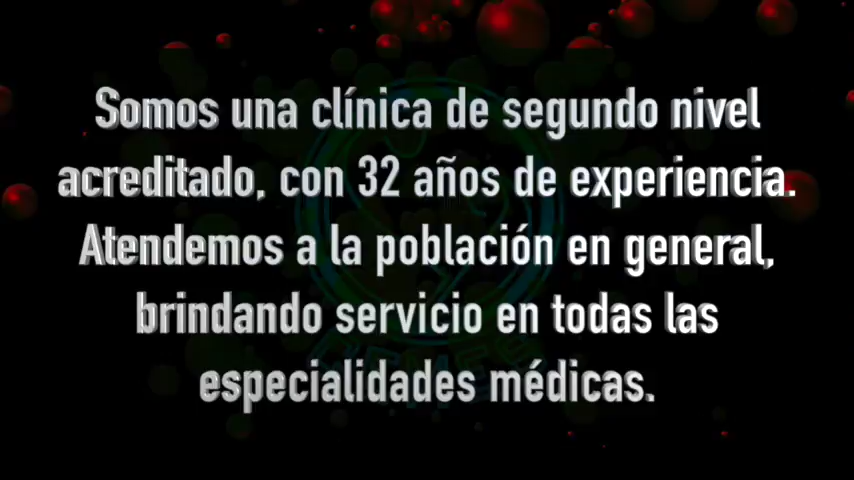 Somos una clínica de segundo nivel
acreditado, con 32 años de experiencia.
Atendemos a la población en general,
brindando servicio en todas las
especialidades médicas.